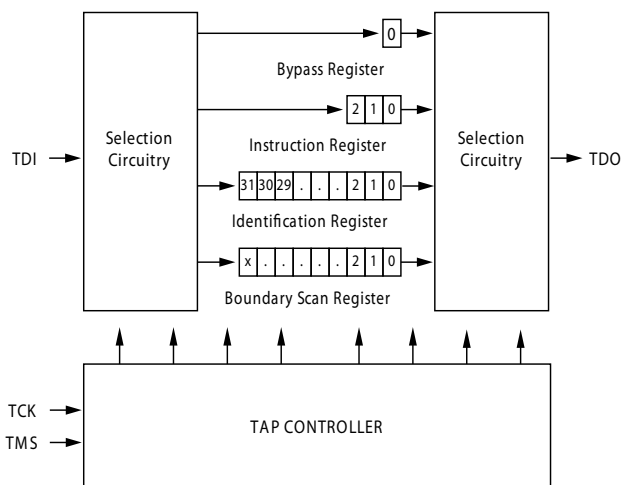 0
Bypass Register
2 1 0
Selection
Circuitry
Instruction Register
Selection
Circuitry
TDI
TDO
31 30 29 . . . 2 1 0
Identification Register
x . . . . . 2 1 0
Boundary Scan Register
TCK
TMS
TAP CONTROLLER